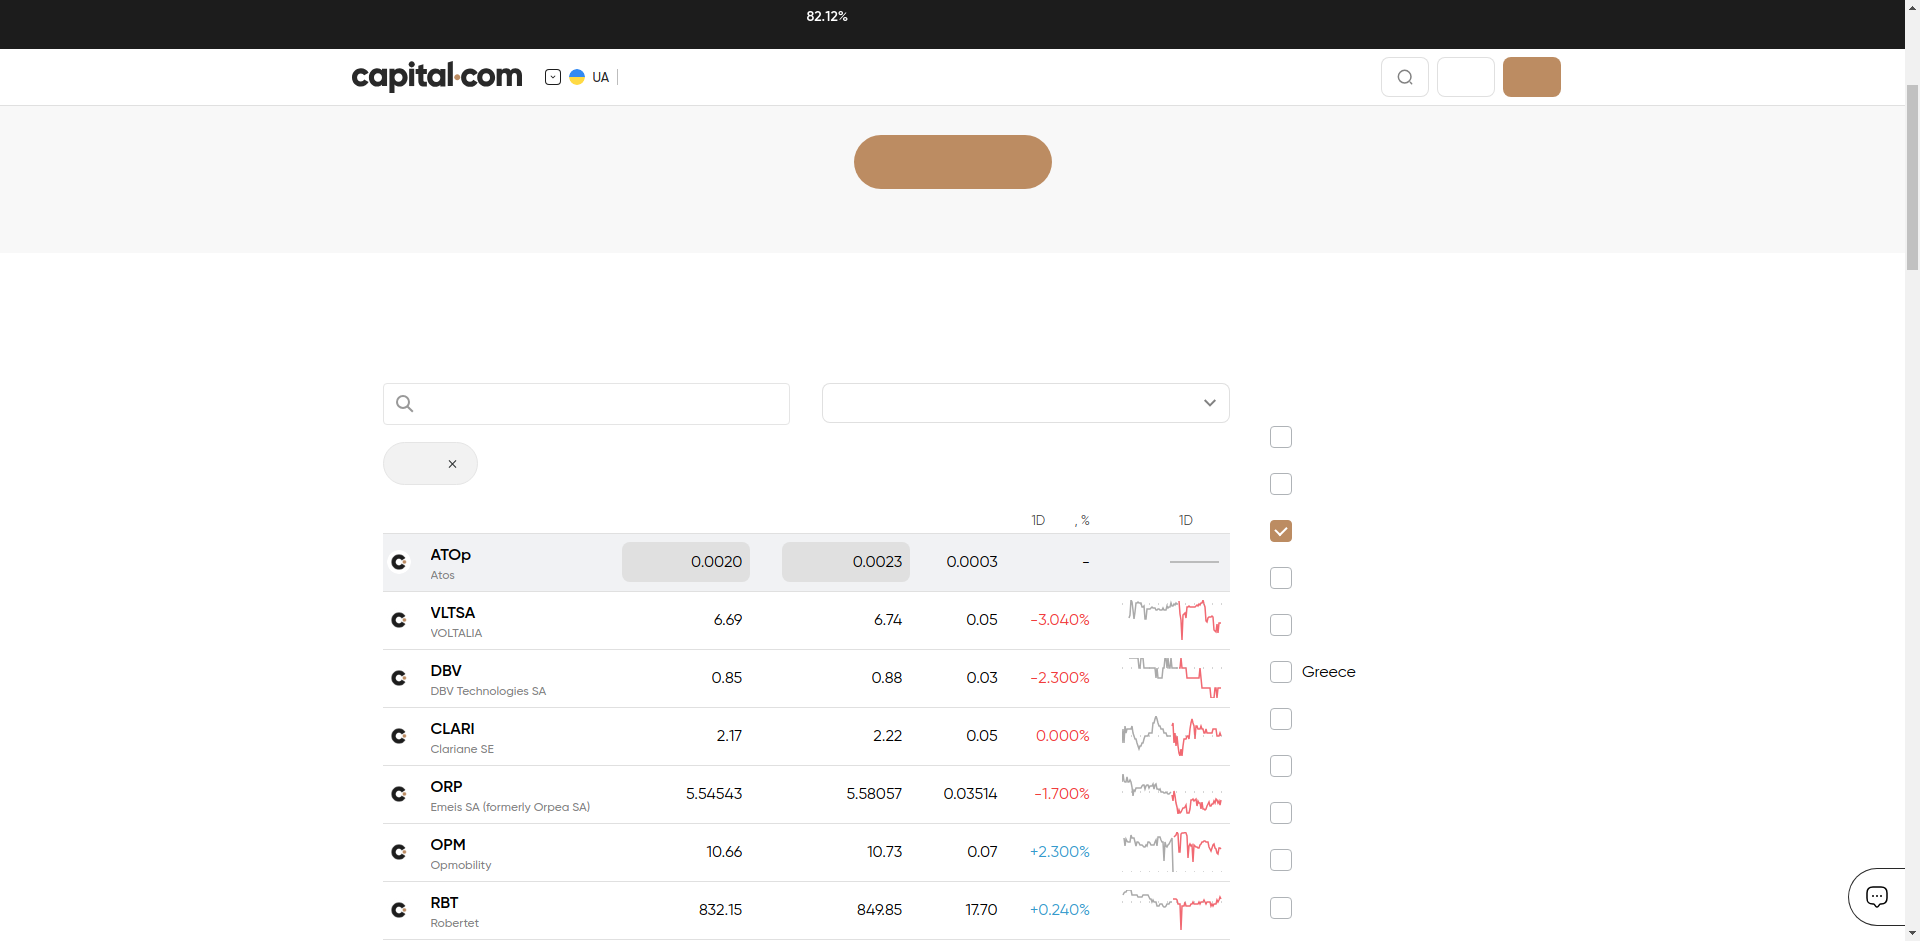 82.12%
capital.com
UA
1D , % 1D
ATOp 0.0020 0.0023 0.0003 -
Atos
VLTSA 6.69 6.74 0.05 -3.040%
VOLTALIA
DBV 0.85 0.88 0.03 -2.300%
DBV Technologies SA
CLARI 2.17 2.22 0.05 0.000%
Clariane SE
ORP 5.54543 5.58057 0.03514 -1.700%
Emeis SA (formerly Orpea SA)
OPM 10.66 10.73 0.07 +2.300%
Opmobility
RBT 832.15 849.85 17.70 +0.240%
Robertet
Greece